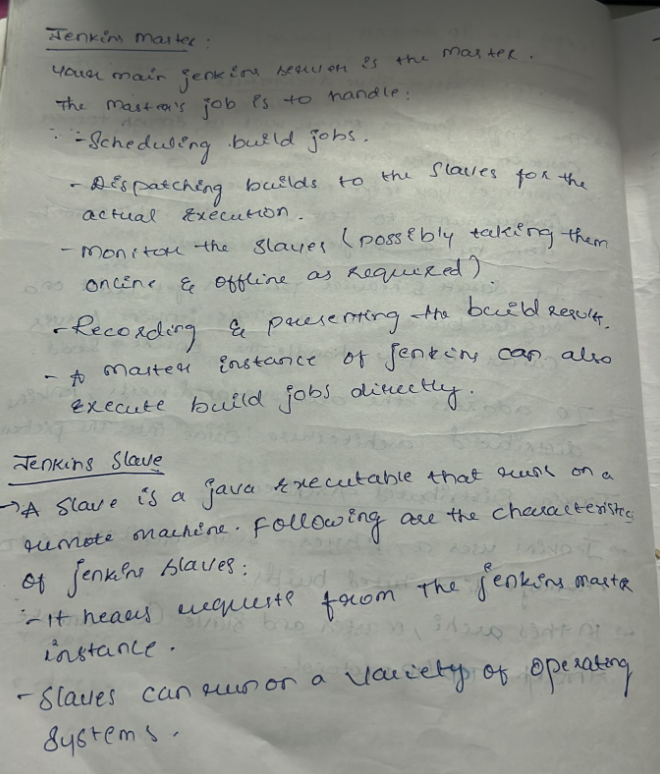 Jenkins Master:
your main jenkins server is the master.
The master's job is to handle:
- Scheduling build jobs.
- Dispatching builds to the slaves for the
actual Execution.
- Monitor the slaves (possibly taking them
online & offline as required)
- Recording & presenting the build result.
- A master instance of jenkins can also
Execute build jobs directly.
Jenkins Slave
→ A slave is a java executable that runs on a
remote machine. Following are the characteristics
of jenkins slaves:
- It hears requests from the jenkins master
instance.
- Slaves can run on a variety of operating
Systems.